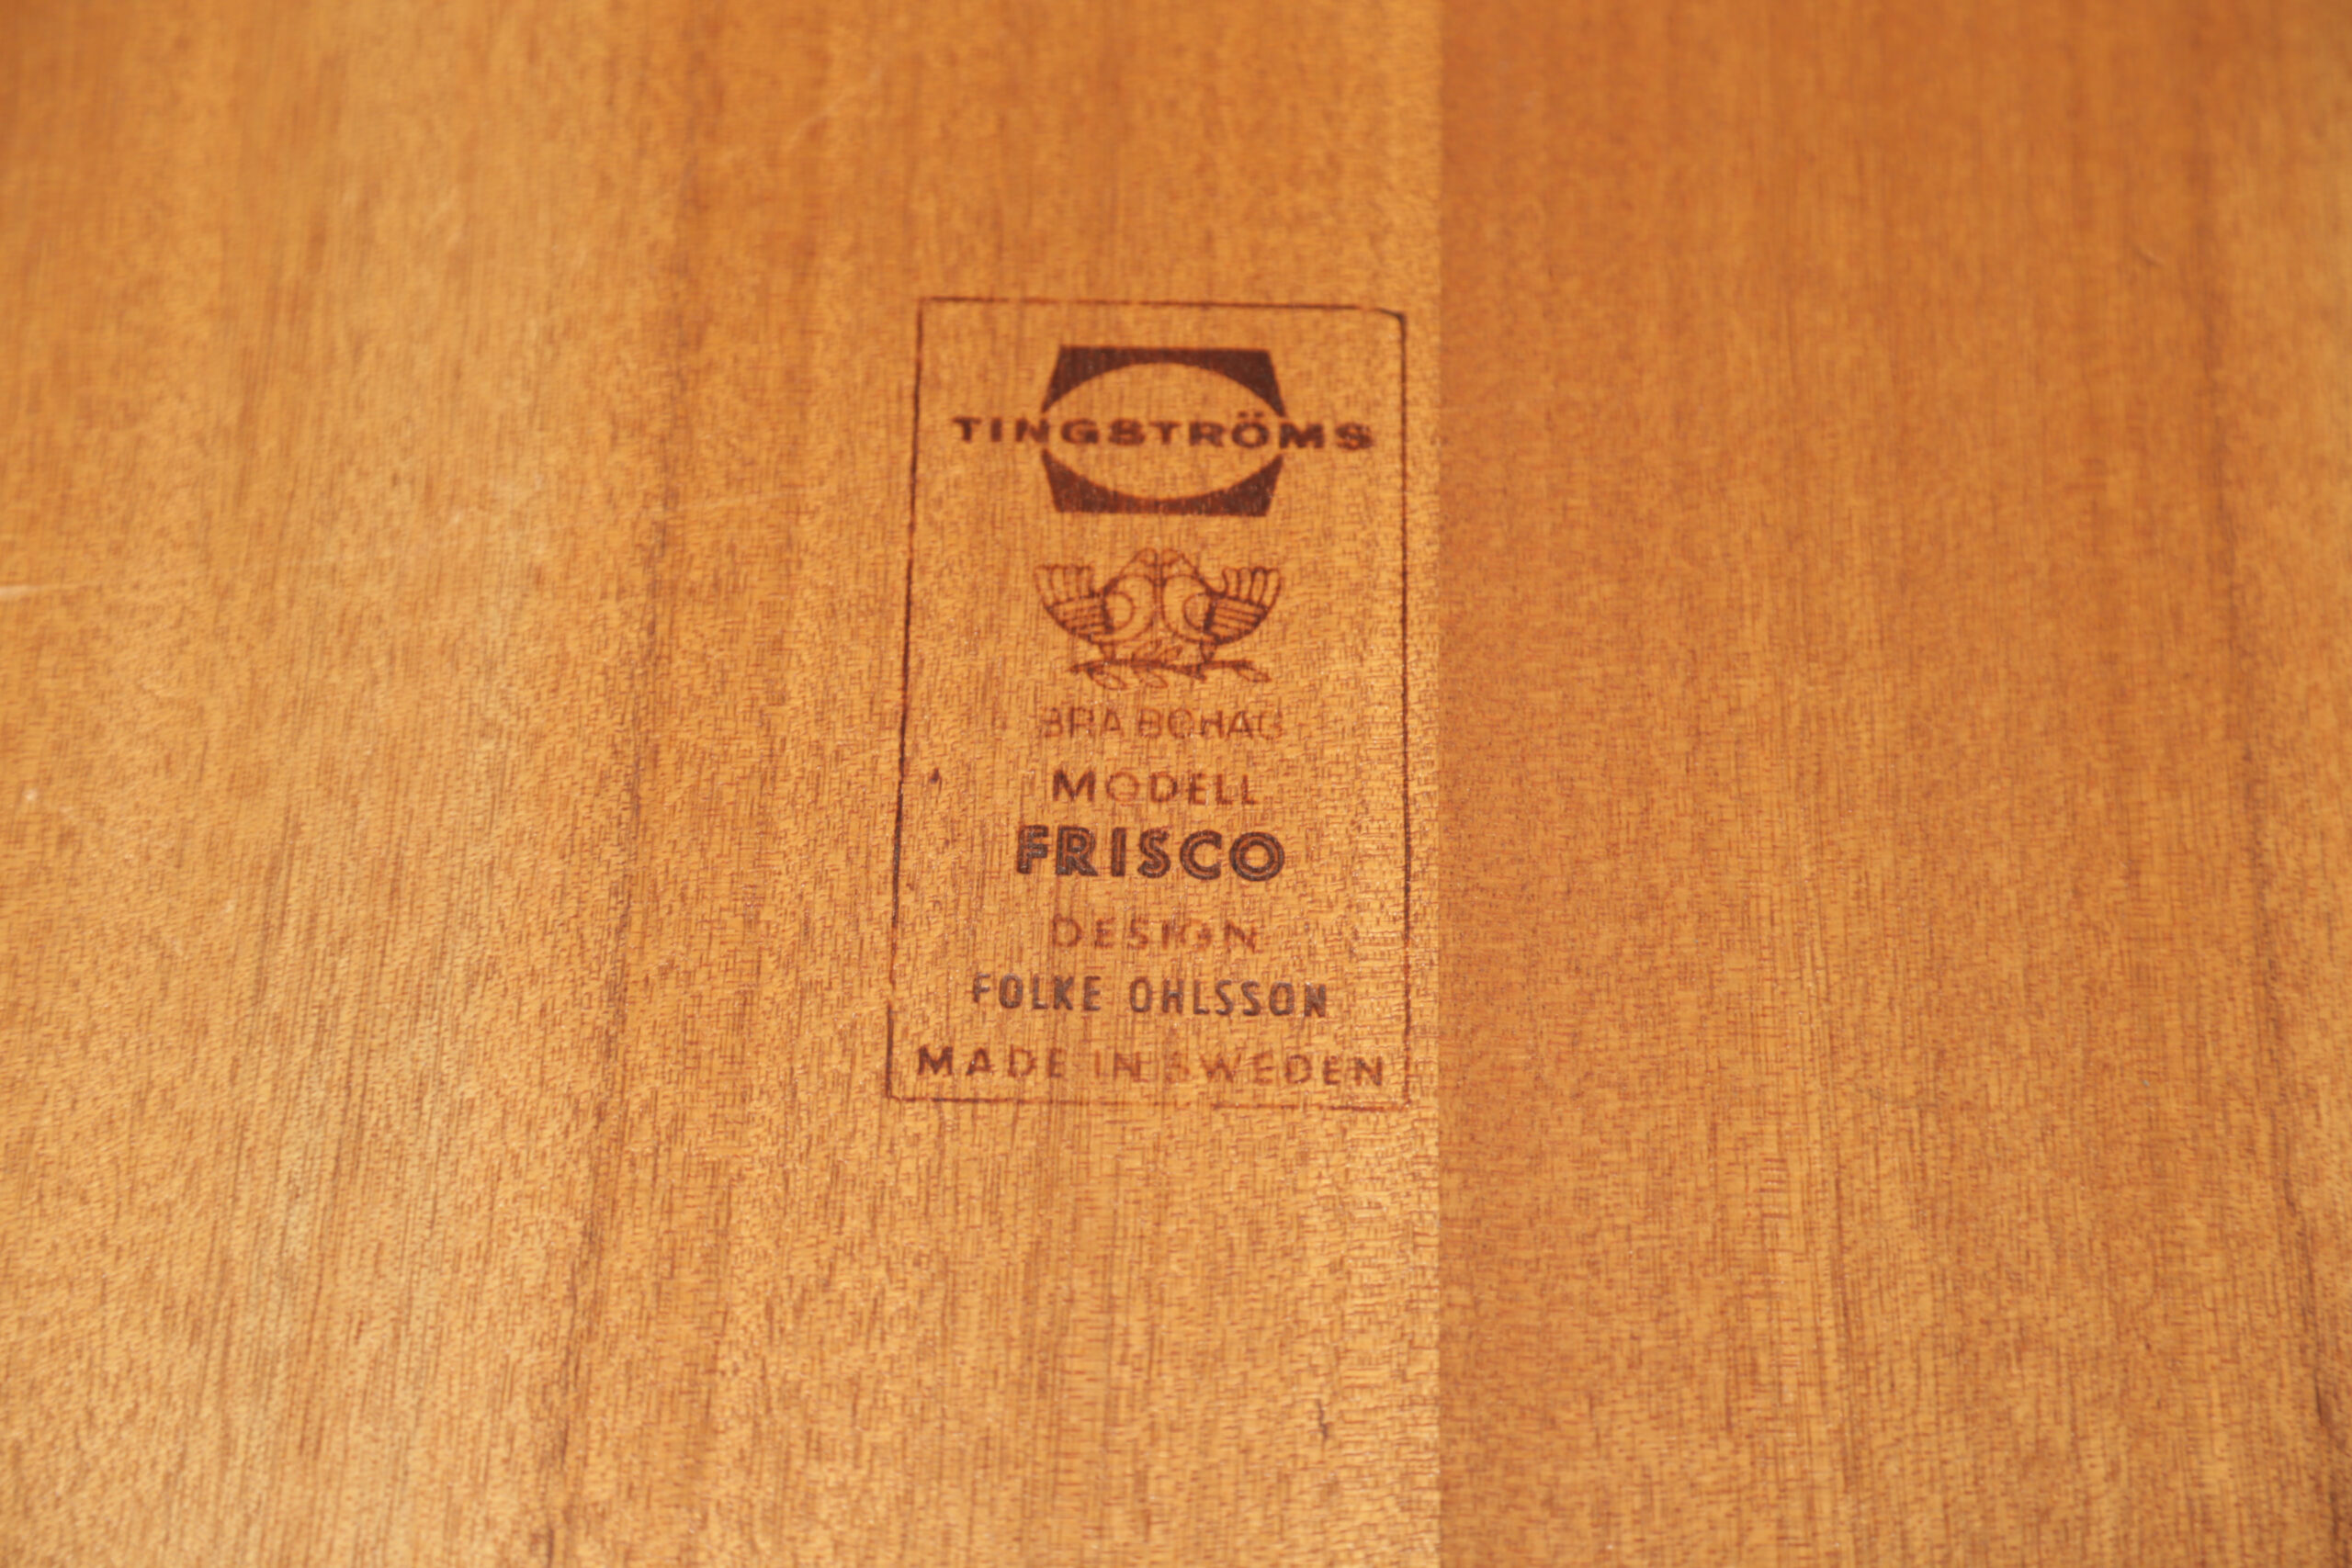 TINGSTRÖMS
BRA BOHAG
MODELL
FRISCO
DESIGN
FOLKE OHLSSON
MADE IN SWEDEN